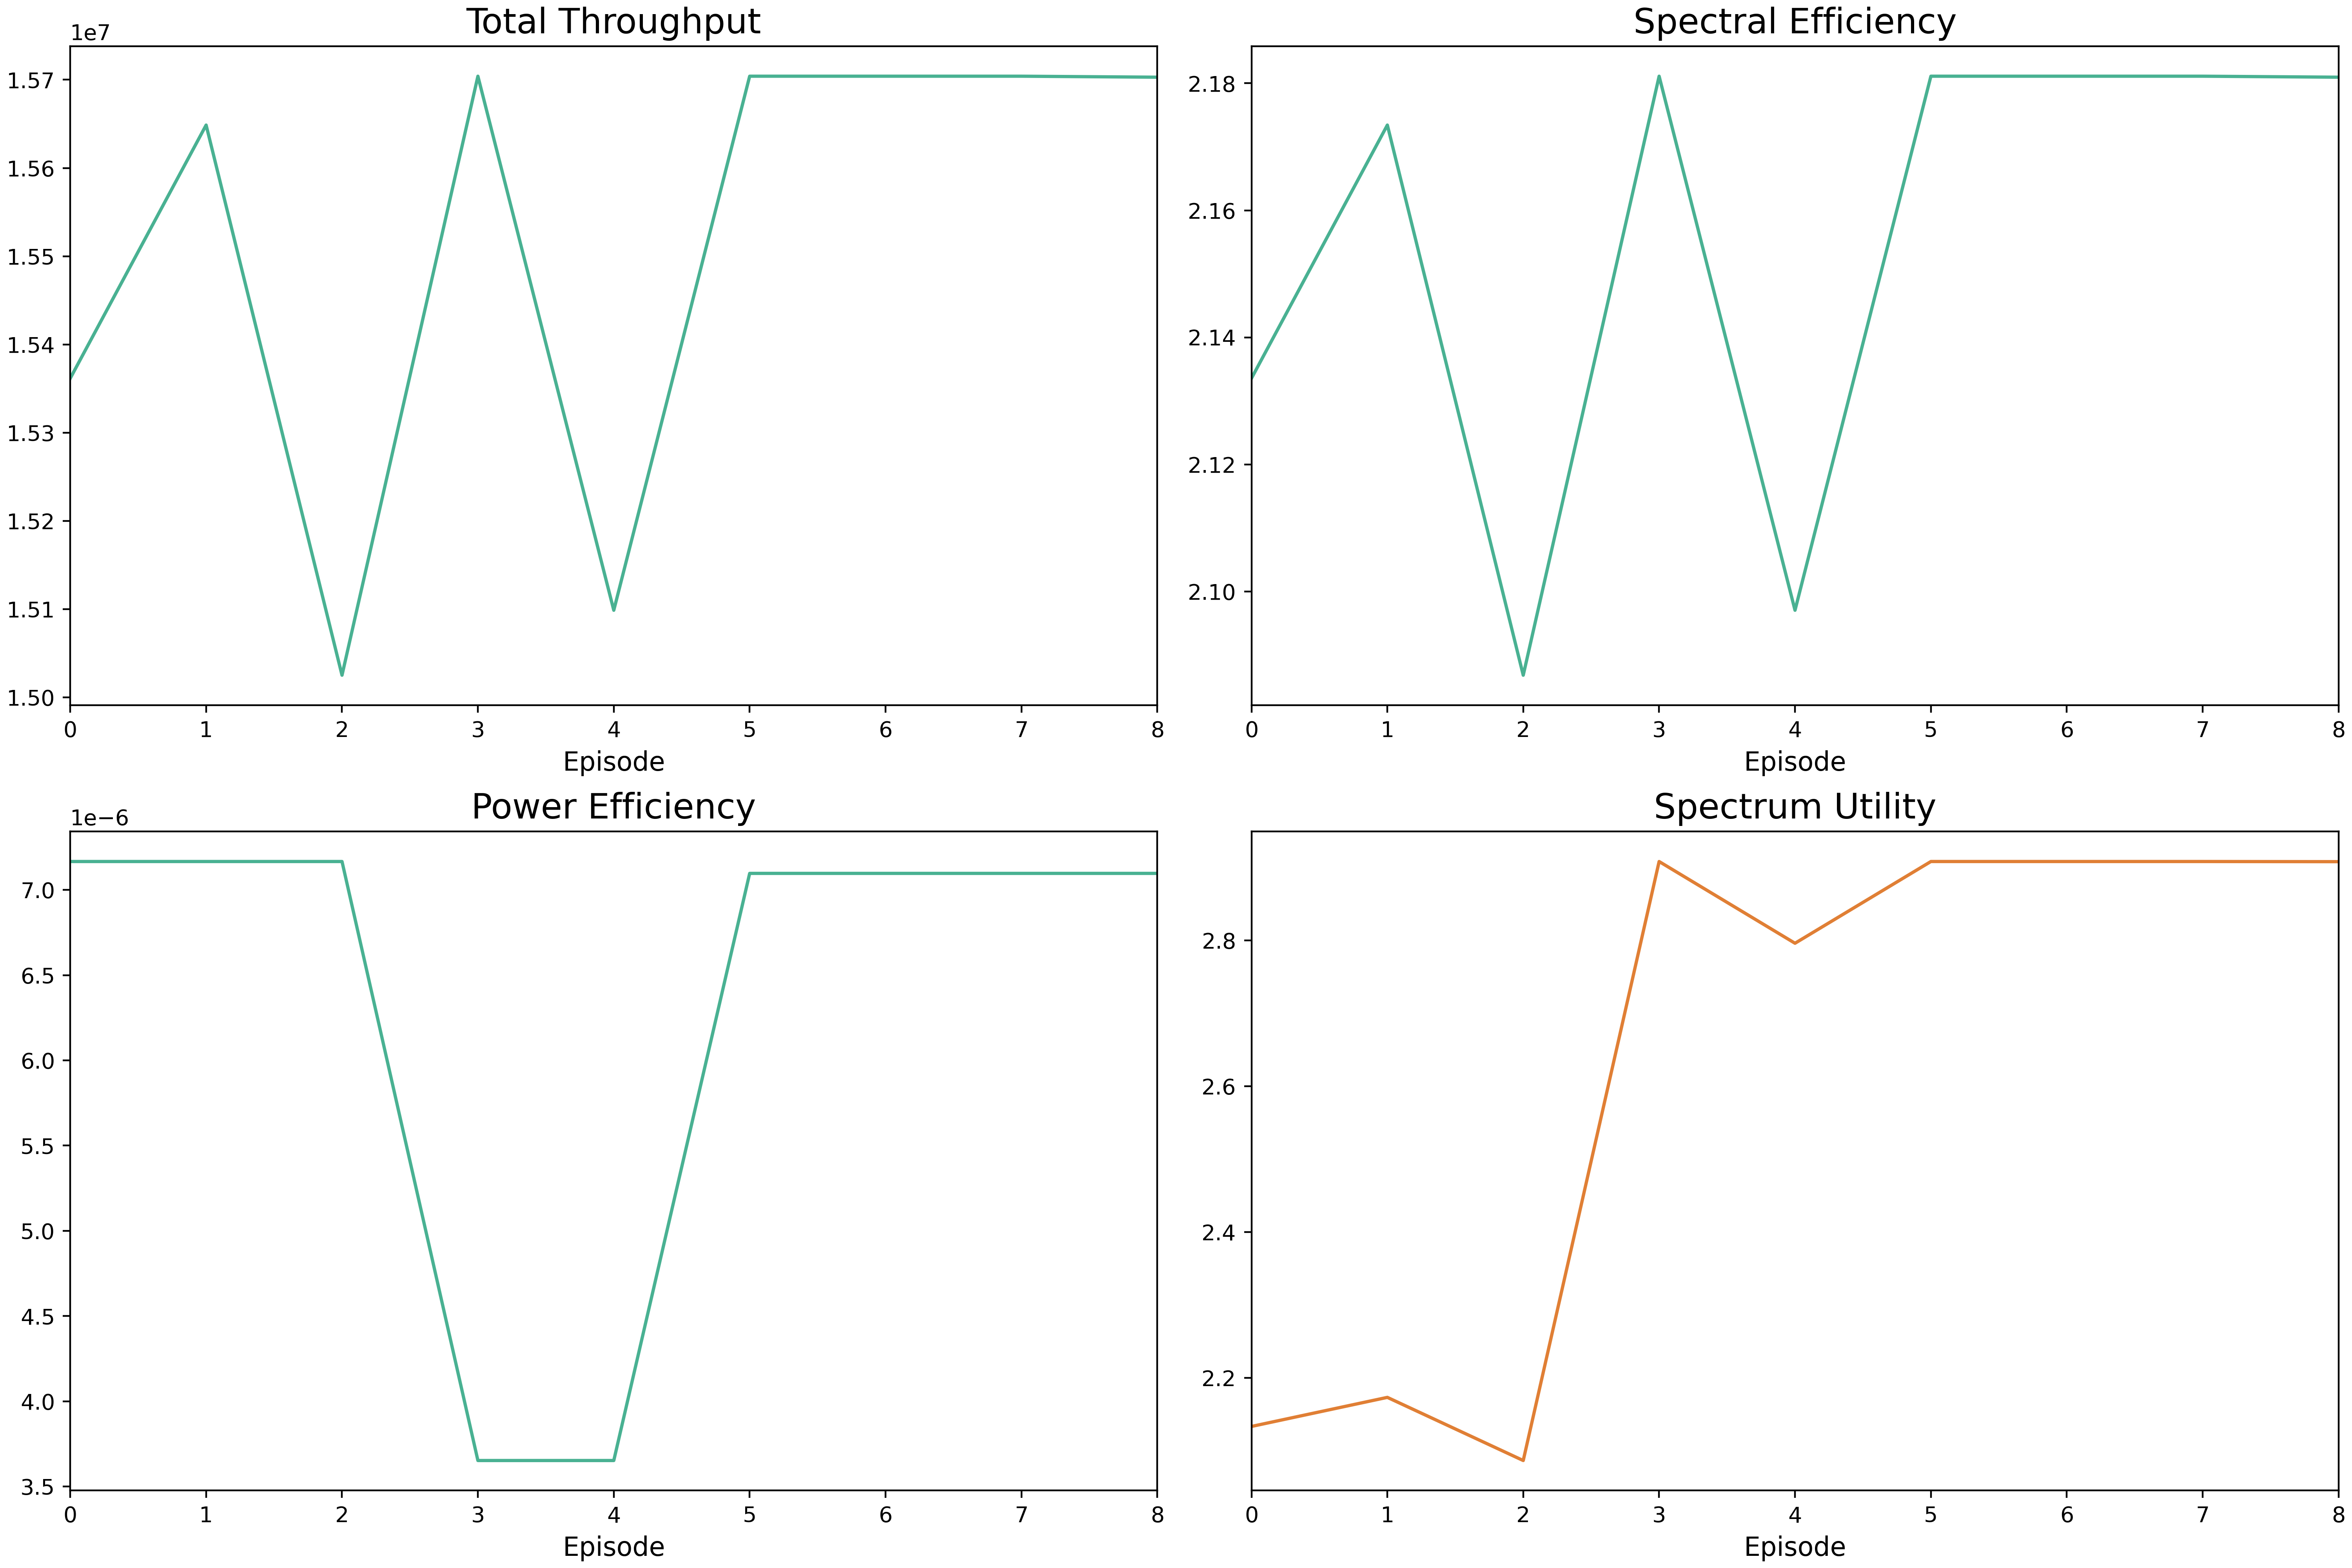 Total Throughput
1e7
1.57
1.56
1.55
1.54
1.53
1.52
1.51
1.50
0 1 2 3 4 5 6 7 8
Episode
Spectral Efficiency
2.18
2.16
2.14
2.12
2.10
0 1 2 3 4 5 6 7 8
Episode
Power Efficiency
1e−6
7.0
6.5
6.0
5.5
5.0
4.5
4.0
3.5
0 1 2 3 4 5 6 7 8
Episode
Spectrum Utility
2.8
2.6
2.4
2.2
0 1 2 3 4 5 6 7 8
Episode